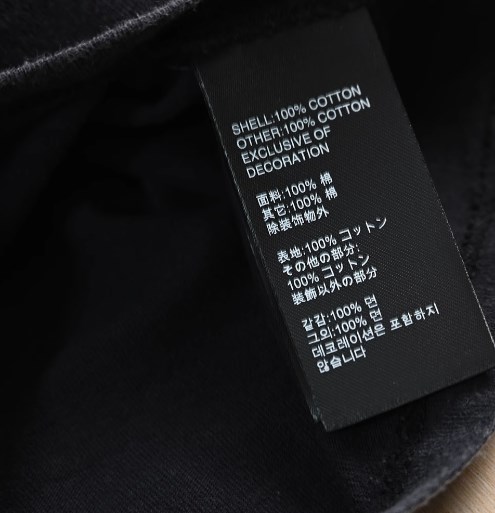 SHELL:100% COTTON
OTHER:100% COTTON
EXCLUSIVE OF
DECORATION
面料:100% 棉
其它:100% 棉
除装饰物外
表地:100% コットン
その他の部分:
100% コットン
装飾以外の部分
겉감:100% 면
그외:100% 면
데코레이션은 포함하지
않습니다